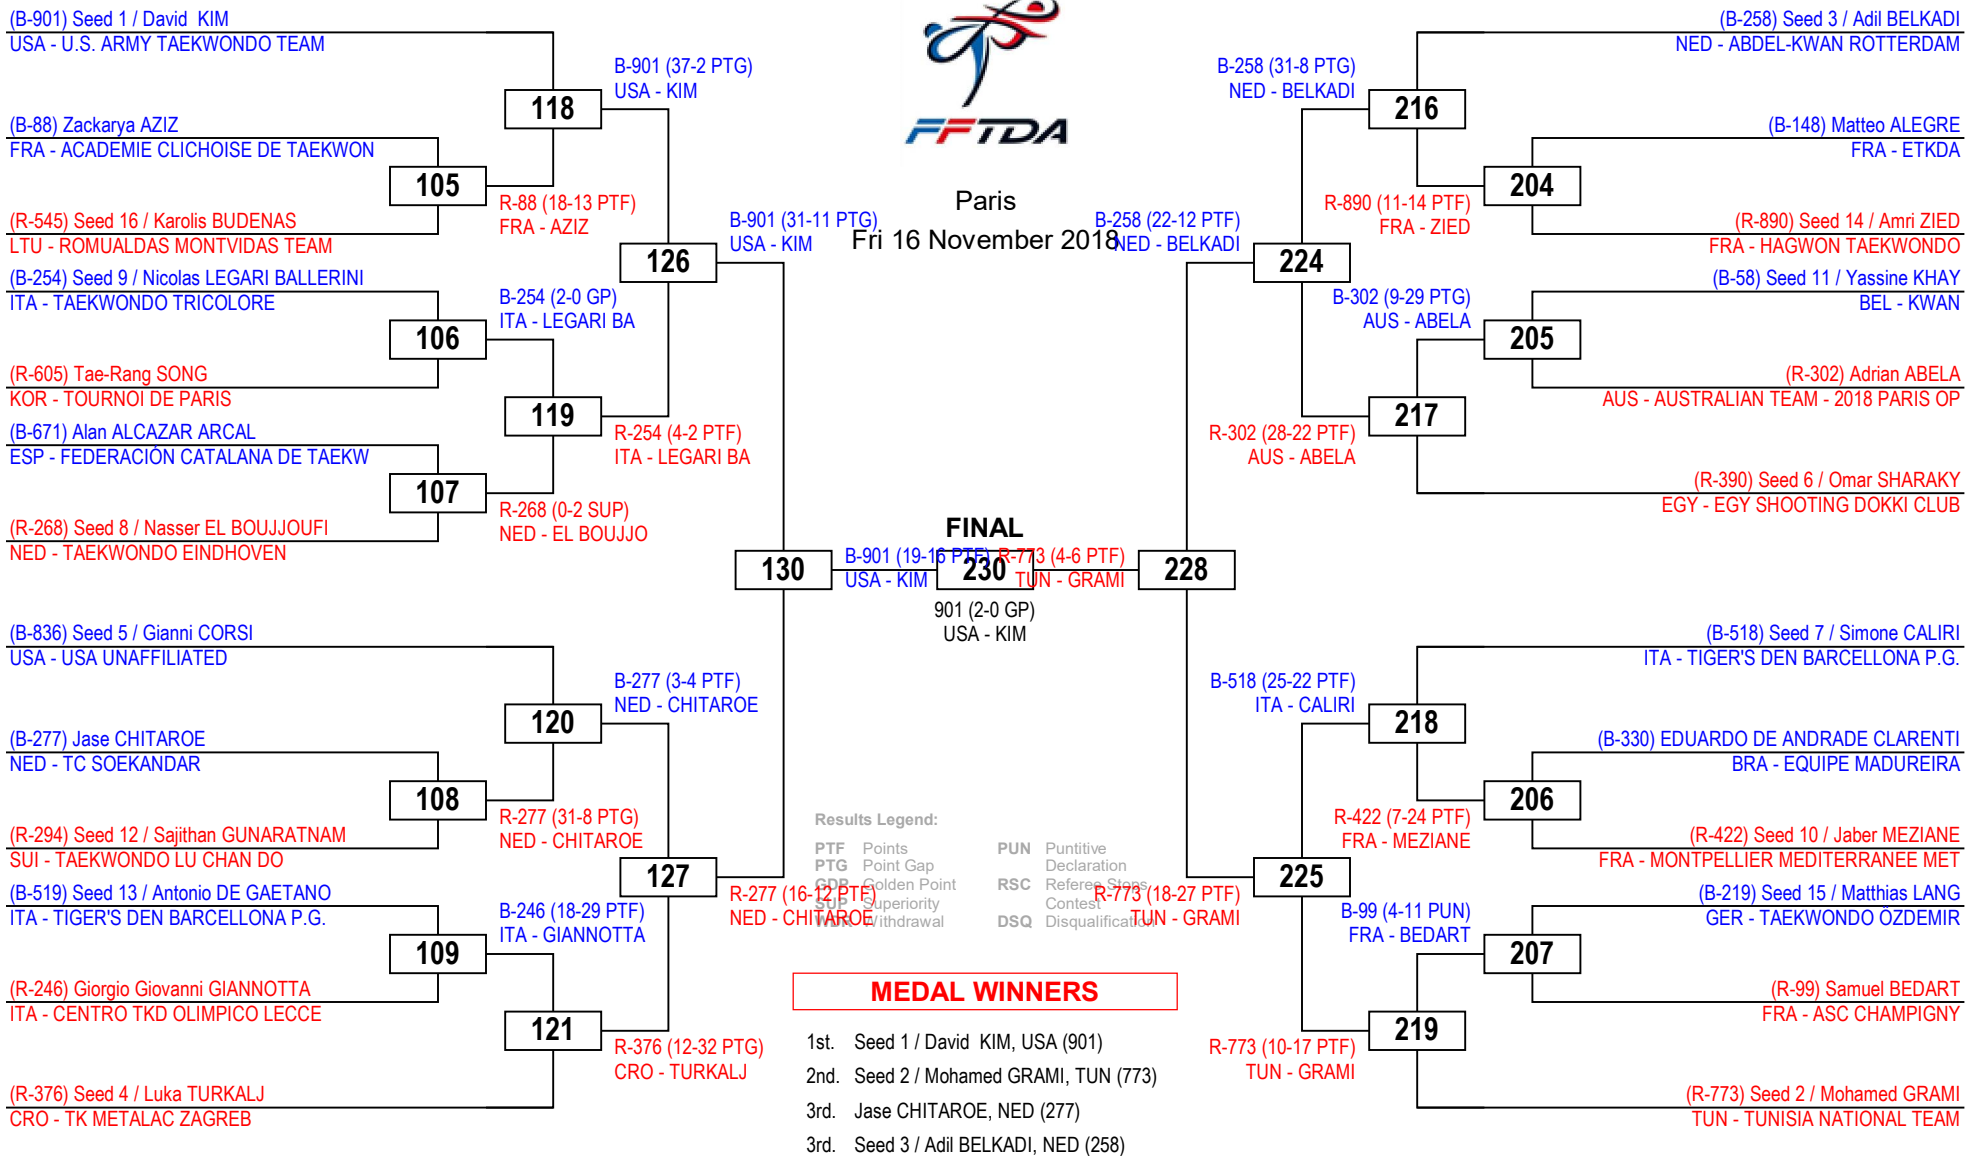 (B-901) Seed 1 / David  KIM
USA - U.S. ARMY TAEKWONDO TEAM
(B-88) Zackarya AZIZ
FRA - ACADEMIE CLICHOISE DE TAEKWON
(R-545) Seed 16 / Karolis BUDENAS
LTU - ROMUALDAS MONTVIDAS TEAM
(B-254) Seed 9 / Nicolas LEGARI BALLERINI
ITA - TAEKWONDO TRICOLORE
(R-605) Tae-Rang SONG
KOR - TOURNOI DE PARIS
(B-671) Alan ALCAZAR ARCAL
ESP - FEDERACIÓN CATALANA DE TAEKW
(R-268) Seed 8 / Nasser EL BOUJJOUFI
NED - TAEKWONDO EINDHOVEN
(B-836) Seed 5 / Gianni CORSI
USA - USA UNAFFILIATED
(B-277) Jase CHITAROE
NED - TC SOEKANDAR
(R-294) Seed 12 / Sajithan GUNARATNAM
SUI - TAEKWONDO LU CHAN DO
(B-519) Seed 13 / Antonio DE GAETANO
ITA - TIGER'S DEN BARCELLONA P.G.
(R-246) Giorgio Giovanni GIANNOTTA
ITA - CENTRO TKD OLIMPICO LECCE
(R-376) Seed 4 / Luka TURKALJ
CRO - TK METALAC ZAGREB
105
106
107
108
109
R-88 (18-13 PTF)
FRA - AZIZ
B-254 (2-0 GP)
ITA - LEGARI BA
R-268 (0-2 SUP)
NED - EL BOUJJO
R-277 (31-8 PTG)
NED - CHITAROE
B-246 (18-29 PTF)
ITA - GIANNOTTA
118
119
120
121
B-901 (37-2 PTG)
USA - KIM
R-254 (4-2 PTF)
ITA - LEGARI BA
B-277 (3-4 PTF)
NED - CHITAROE
R-376 (12-32 PTG)
CRO - TURKALJ
126
127
B-901 (31-11 PTG)
USA - KIM
R-277 (16-12 PTF)
NED - CHITAROE
130
B-901 (19-16 PTF)
USA - KIM
FFTDA
Paris
Fri 16 November 2018
FINAL
230
901 (2-0 GP)
USA - KIM
R-773 (4-6 PTF)
TUN - GRAMI
228
B-258 (22-12 PTF)
NED - BELKADI
R-773 (18-27 PTF)
TUN - GRAMI
224
225
B-258 (31-8 PTG)
NED - BELKADI
R-302 (28-22 PTF)
AUS - ABELA
B-518 (25-22 PTF)
ITA - CALIRI
R-773 (10-17 PTF)
TUN - GRAMI
216
217
218
219
R-890 (11-14 PTF)
FRA - ZIED
B-302 (9-29 PTG)
AUS - ABELA
R-422 (7-24 PTF)
FRA - MEZIANE
B-99 (4-11 PUN)
FRA - BEDART
204
205
206
207
(B-258) Seed 3 / Adil BELKADI
NED - ABDEL-KWAN ROTTERDAM
(B-148) Matteo ALEGRE
FRA - ETKDA
(R-890) Seed 14 / Amri ZIED
FRA - HAGWON TAEKWONDO
(B-58) Seed 11 / Yassine KHAY
BEL - KWAN
(R-302) Adrian ABELA
AUS - AUSTRALIAN TEAM - 2018 PARIS OP
(R-390) Seed 6 / Omar SHARAKY
EGY - EGY SHOOTING DOKKI CLUB
(B-518) Seed 7 / Simone CALIRI
ITA - TIGER'S DEN BARCELLONA P.G.
(B-330) EDUARDO DE ANDRADE CLARENTI
BRA - EQUIPE MADUREIRA
(R-422) Seed 10 / Jaber MEZIANE
FRA - MONTPELLIER MEDITERRANEE MET
(B-219) Seed 15 / Matthias LANG
GER - TAEKWONDO ÖZDEMIR
(R-99) Samuel BEDART
FRA - ASC CHAMPIGNY
(R-773) Seed 2 / Mohamed GRAMI
TUN - TUNISIA NATIONAL TEAM
Results Legend:
PTF Points
PTG Point Gap
GDP Golden Point
SUP Superiority
WDR Withdrawal
PUN Puntitive
Declaration
RSC Referee Stops
Contest
DSQ Disqualification
MEDAL WINNERS
1st. Seed 1 / David  KIM, USA (901)
2nd. Seed 2 / Mohamed GRAMI, TUN (773)
3rd. Jase CHITAROE, NED (277)
3rd. Seed 3 / Adil BELKADI, NED (258)